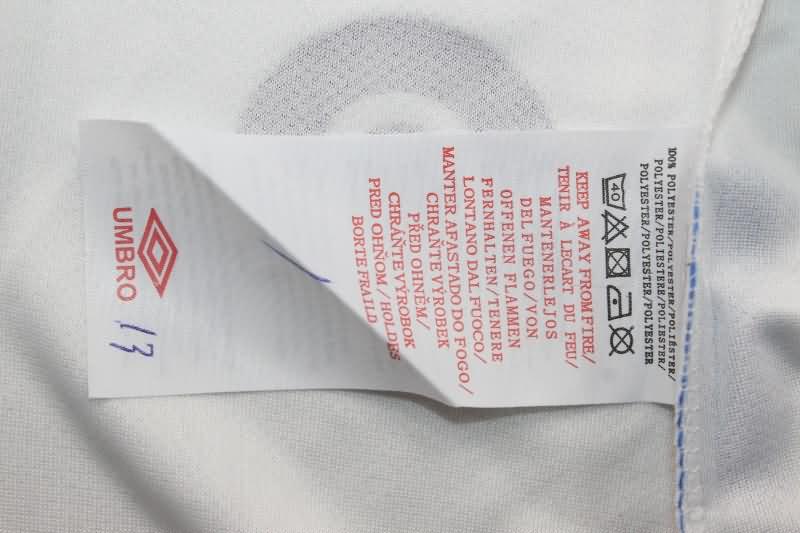 100% POLYESTER/POLYESTER/POLIÉSTER/
POLYESTER/POLIESTERE/POLIÉSTER/
POLYESTER/POLYESTER/POLYESTER
40
KEEP AWAY FROM FIRE/
TENIR À LECART DU FEU/
MANTENERLEJOS
DEL FUEGO/VON
OFFENEN FLAMMEN
FERNHALTEN/TENERE
LONTANO DAL FUOCO/
MANTER AFASTADO DO FOGO/
CHRAŇTE VÝROBEK
PŘED OHNĚM/
CHRÁŇTE VÝROBOK
PRED OHŇOM/HOLDES
BORTE FRA ILD
UMBRO
13